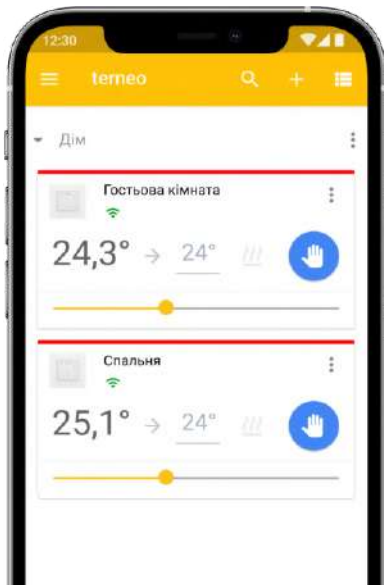 12:30
terneo
Дім
Гостьова кімната
24,3° → 24°
Спальня
25,1° → 24°